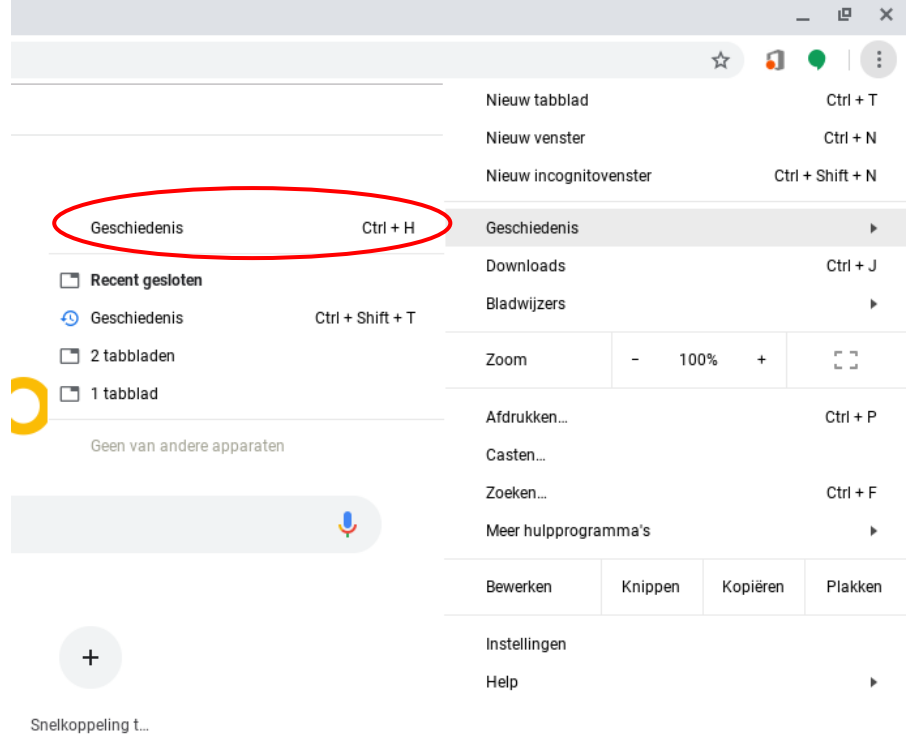 Nieuw tabblad Ctrl + T
Nieuw venster Ctrl + N
Nieuw incognitovenster Ctrl + Shift + N
Geschiedenis
Downloads Ctrl + J
Bladwijzers
Zoom - 100% +
Afdrukken... Ctrl + P
Casten...
Zoeken... Ctrl + F
Meer hulpprogramma's
Bewerken Knippen Kopiëren Plakken
Instellingen
Help
Geschiedenis Ctrl + H
Recent gesloten
Geschiedenis Ctrl + Shift + T
2 tabbladen
1 tabblad
Geen van andere apparaten
Snelkoppeling t...